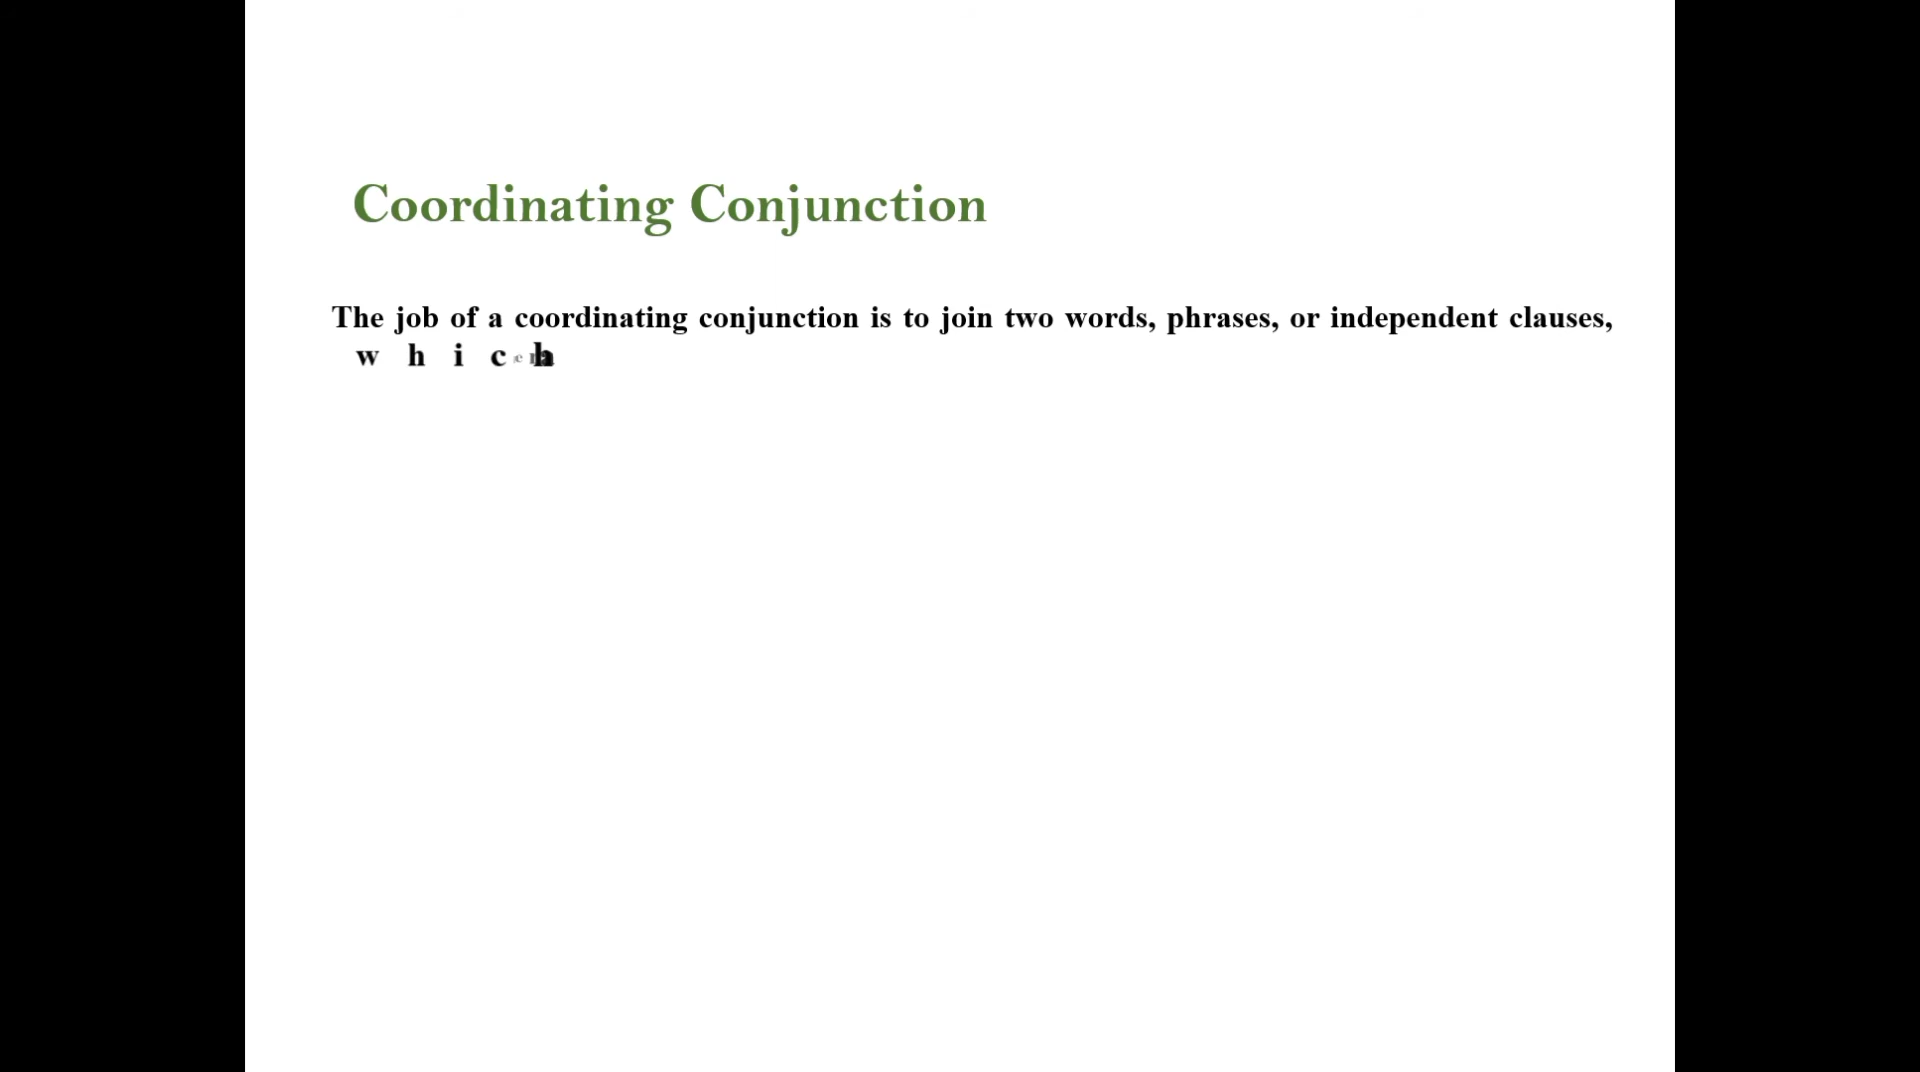 Coordinating Conjunction
The job of a coordinating conjunction is to join two words, phrases, or independent clauses,
w h i c h